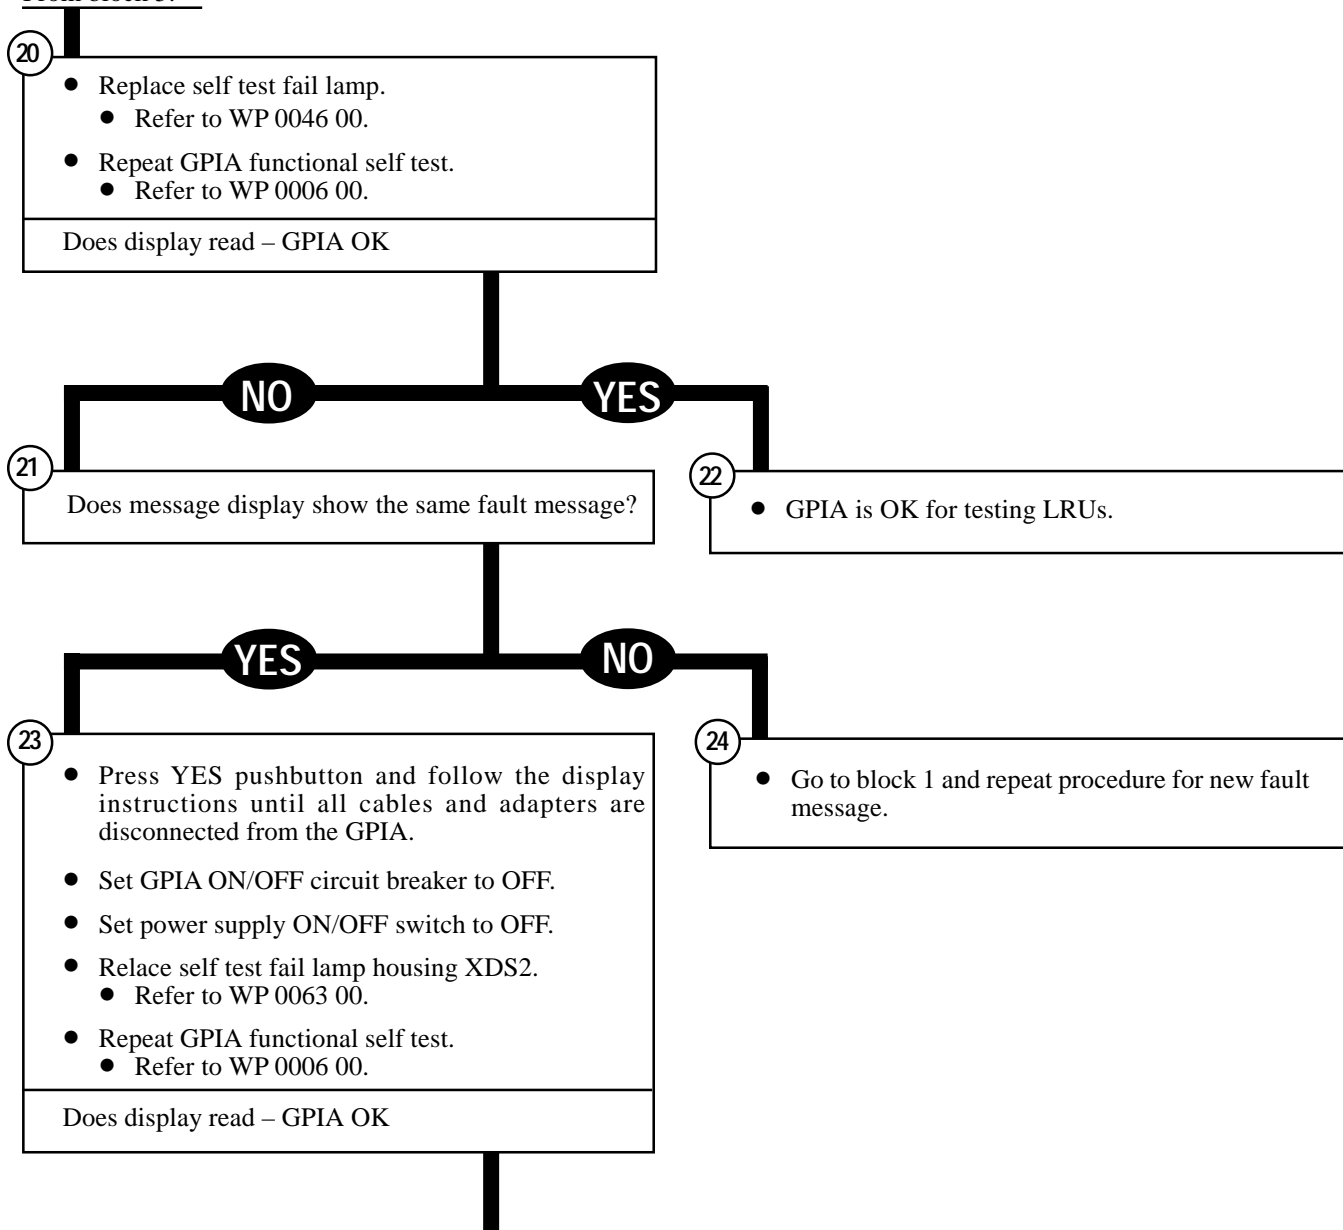 20
● Replace self test fail lamp.
● Refer to WP 0046 00.
● Repeat GPIA functional self test.
● Refer to WP 0006 00.
Does display read – GPIA OK
NO
YES
21
Does message display show the same fault message?
22
● GPIA is OK for testing LRUs.
YES
NO
23
● Press YES pushbutton and follow the display
instructions until all cables and adapters are
disconnected from the GPIA.
● Set GPIA ON/OFF circuit breaker to OFF.
● Set power supply ON/OFF switch to OFF.
● Relace self test fail lamp housing XDS2.
● Refer to WP 0063 00.
● Repeat GPIA functional self test.
● Refer to WP 0006 00.
Does display read – GPIA OK
24
● Go to block 1 and repeat procedure for new fault
message.